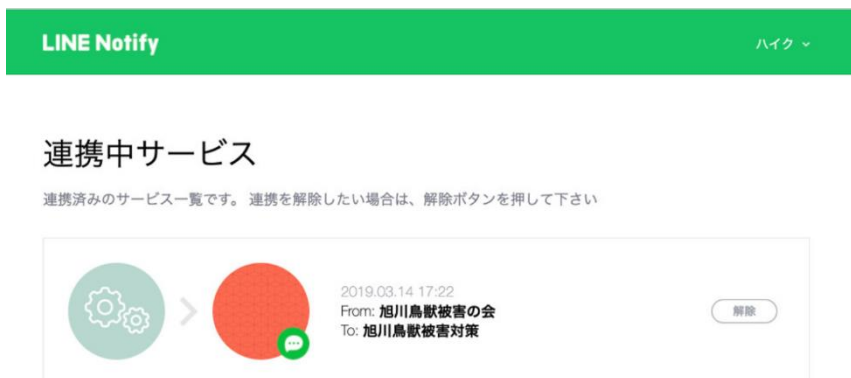 LINE Notify
ハイク
連携中サービス
連携済みのサービス一覧です。 連携を解除したい場合は、解除ボタンを押して下さい
2019.03.14 17:22
From: 旭川鳥獣被害の会
To: 旭川鳥獣被害対策
解除